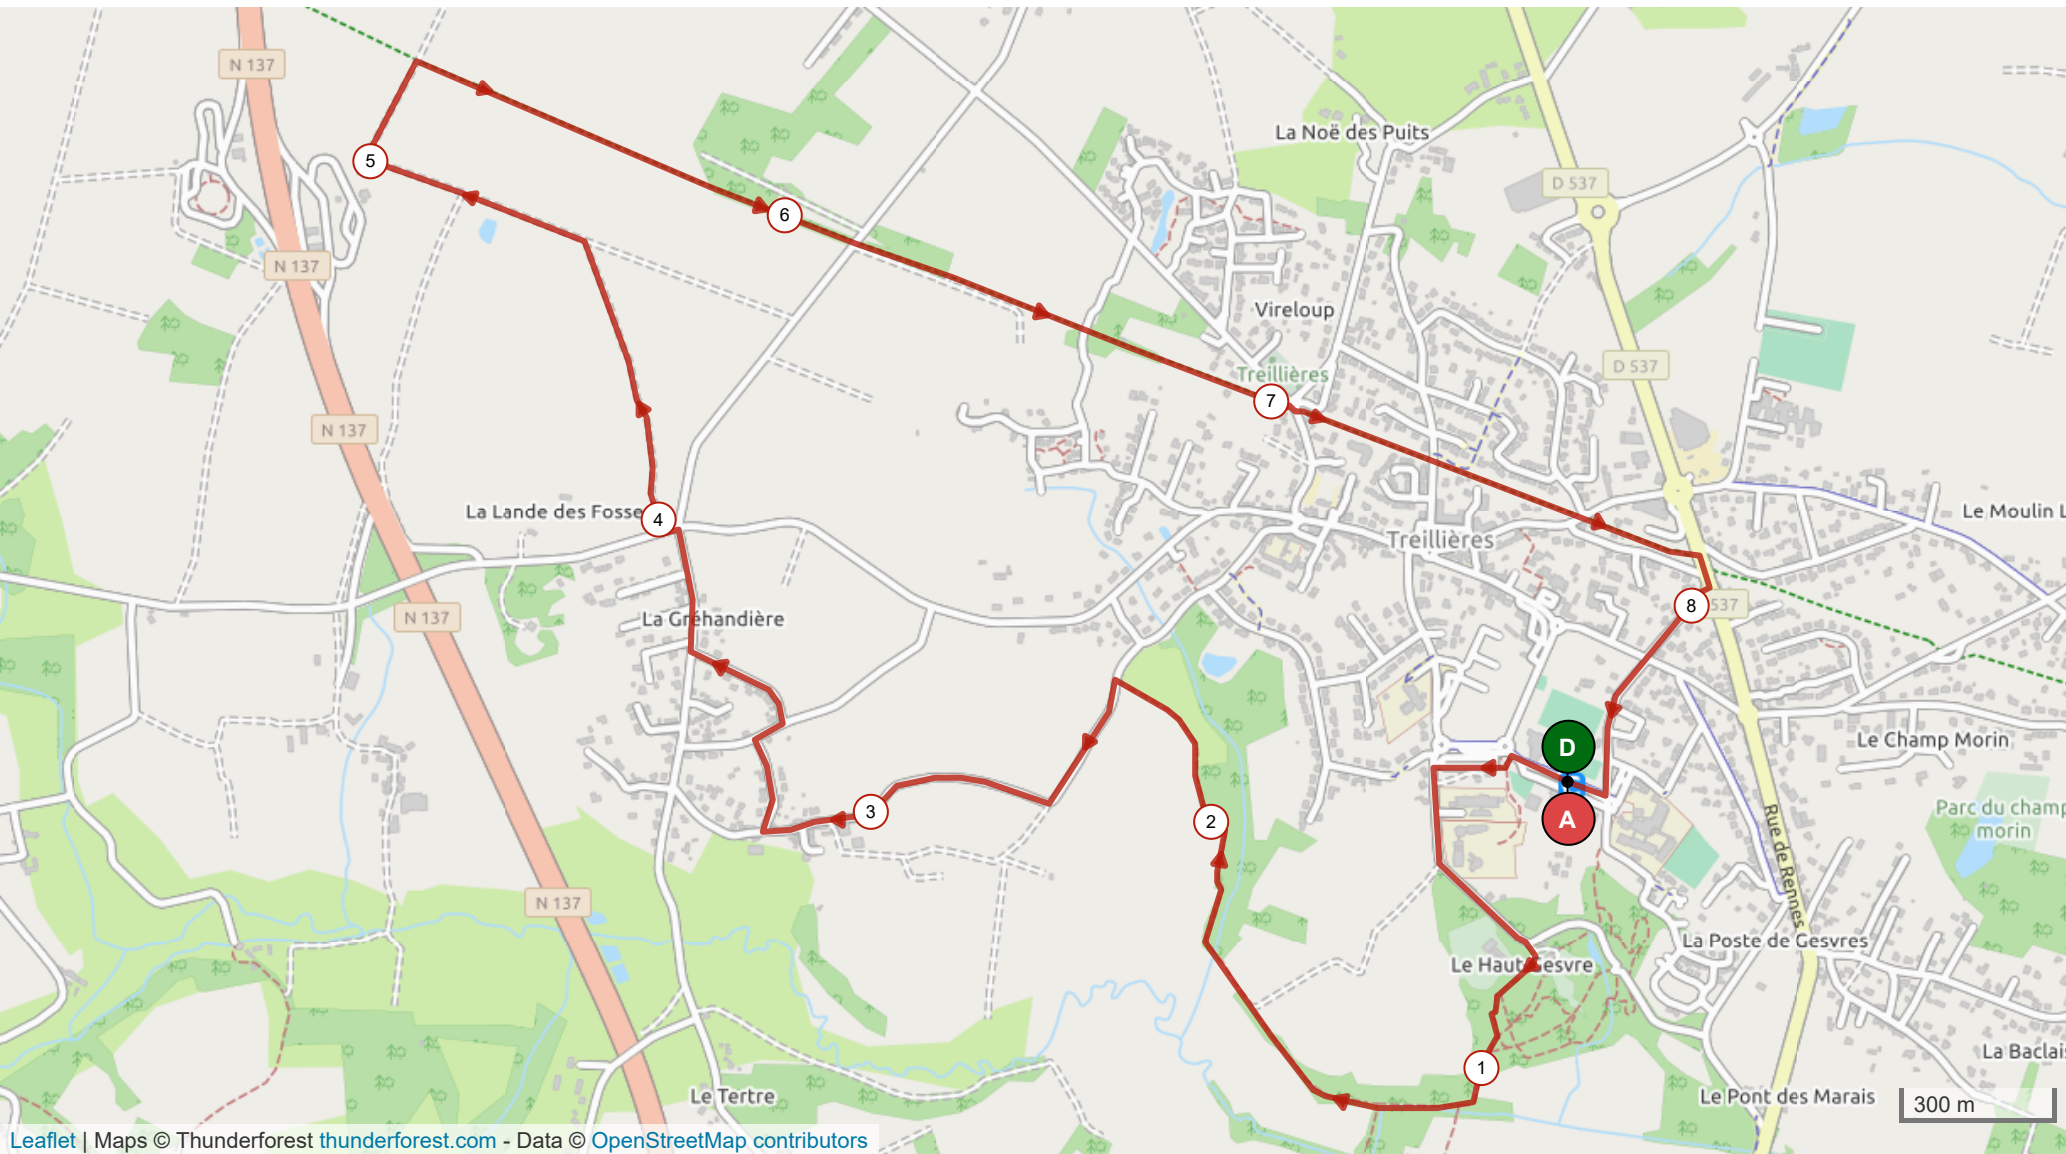 N 137
5
6
La Noë des Puits
D 537
N 137
Vireloup
D 537
Treillières
7
N 137
La Lande des Fosse
4
Le Moulin L
Treillières
8
537
N 137
La Gréhandière
D
Le Champ Morin
A
3
2
Parc du champ
morin
Rue de Rennes
N 137
La Poste de Gesvres
Le Haut Gesvre
1
La Baclais
Le Tertre
Le Pont des Marais
300 m
Leaflet | Maps © Thunderforest thunderforest.com - Data © OpenStreetMap contributors